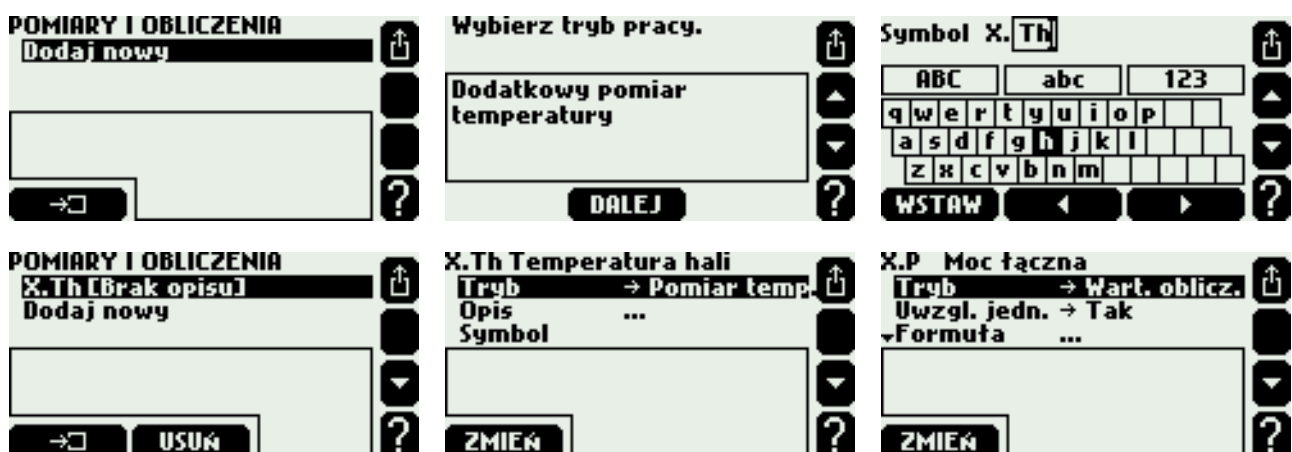 POMIARY I OBLICZENIA
Dodaj nowy
Wybierz tryb pracy.
Dodatkowy pomiar
temperatury
DALEJ
?
Symbol X.Th
ABC abc 123
q w e r t y u i o p
a s d f g h j k l
z x c v b n m
WSTAW
?
?
POMIARY I OBLICZENIA
X.Th [Brak opisu]
Dodaj nowy
USUŃ
?
X.Th Temperatura hali
Tryb → Pomiar temp.
Opis ...
Symbol
ZMIEŃ
?
X.P Moc łączna
Tryb → Wart. oblicz.
Uwzgl. jedn. → Tak
Formuła ...
ZMIEŃ
?